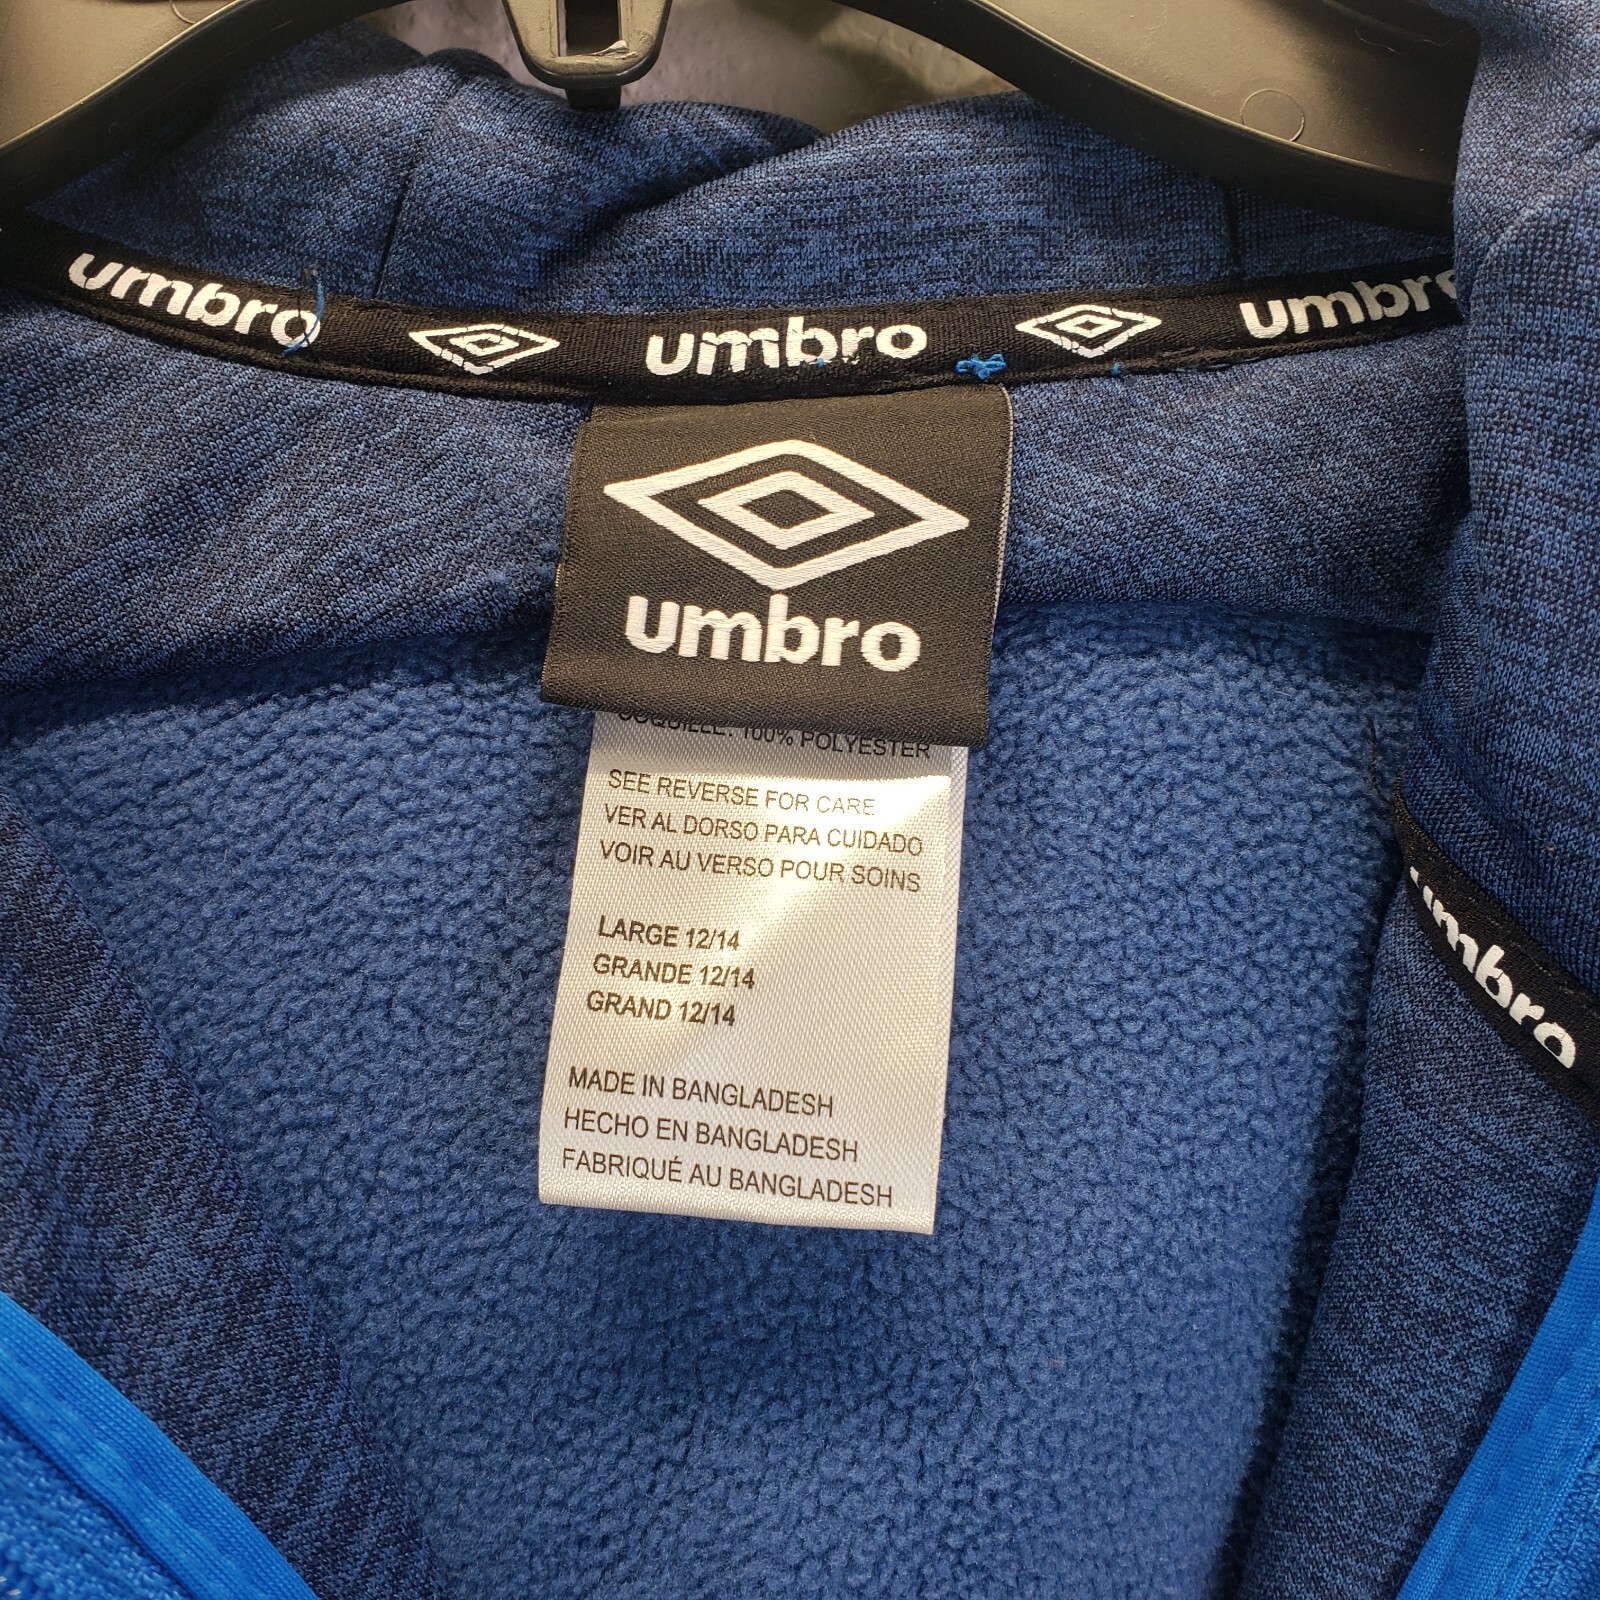 umbro umbro umbro
umbro
COQUILLE: 100% POLYESTER
SEE REVERSE FOR CARE
VER AL DORSO PARA CUIDADO
VOIR AU VERSO POUR SOINS
LARGE 12/14
GRANDE 12/14
GRAND 12/14
MADE IN BANGLADESH
HECHO EN BANGLADESH
FABRIQUÉ AU BANGLADESH
umbro